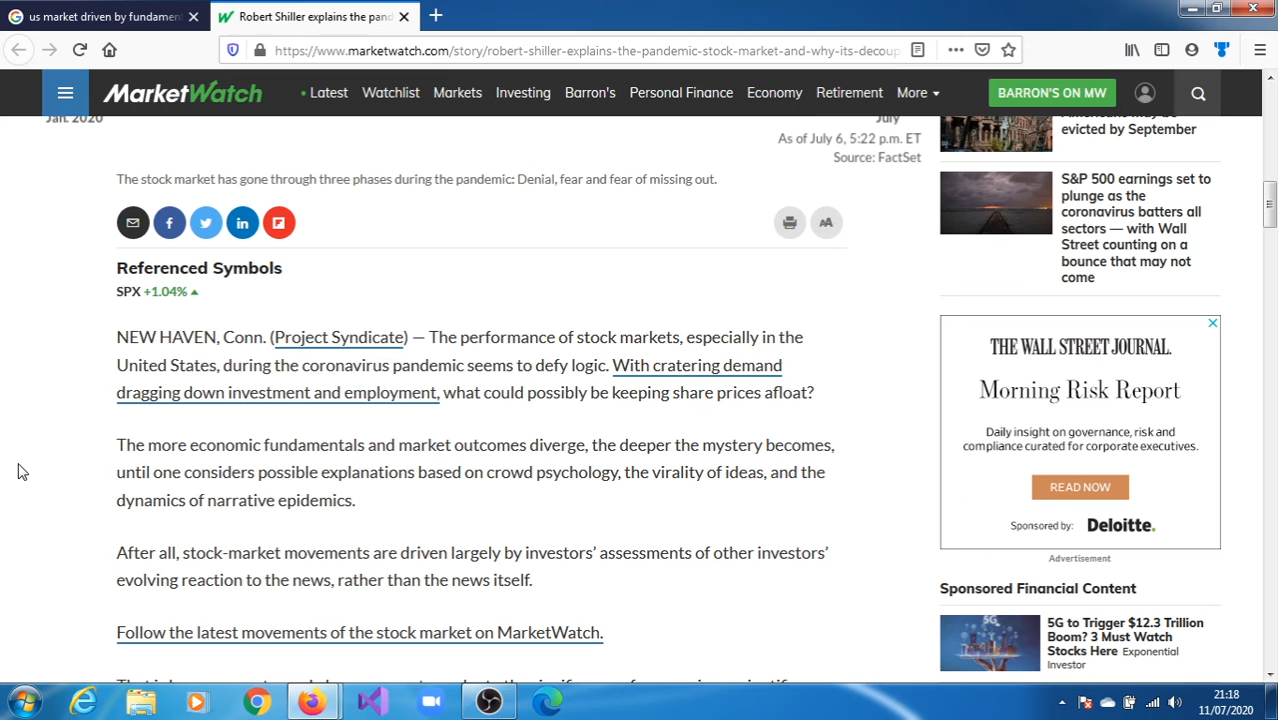 us market driven by fundament
Robert Shiller explains the pand
https://www.marketwatch.com/story/robert-shiller-explains-the-pandemic-stock-market-and-why-its-decoup
MarketWatch
Latest
Watchlist
Markets
Investing
Barron's
Personal Finance
Economy
Retirement
More
BARRON'S ON MW
Jan. 2020
July
As of July 6, 5:22 p.m. ET
Source: FactSet
The stock market has gone through three phases during the pandemic: Denial, fear and fear of missing out.
AA
Referenced Symbols
SPX +1.04%
NEW HAVEN, Conn. (Project Syndicate) — The performance of stock markets, especially in the
United States, during the coronavirus pandemic seems to defy logic. With cratering demand
dragging down investment and employment, what could possibly be keeping share prices afloat?
The more economic fundamentals and market outcomes diverge, the deeper the mystery becomes,
until one considers possible explanations based on crowd psychology, the virality of ideas, and the
dynamics of narrative epidemics.
After all, stock-market movements are driven largely by investors' assessments of other investors'
evolving reaction to the news, rather than the news itself.
Follow the latest movements of the stock market on MarketWatch.
evicted by September
S&P 500 earnings set to
plunge as the
coronavirus batters all
sectors — with Wall
Street counting on a
bounce that may not
come
THE WALL STREET JOURNAL.
Morning Risk Report
Daily insight on governance, risk and
compliance curated for corporate executives.
READ NOW
Sponsored by: Deloitte.
Advertisement
Sponsored Financial Content
5G to Trigger $12.3 Trillion
Boom? 3 Must Watch
Stocks Here Exponential
Investor
21:18
11/07/2020